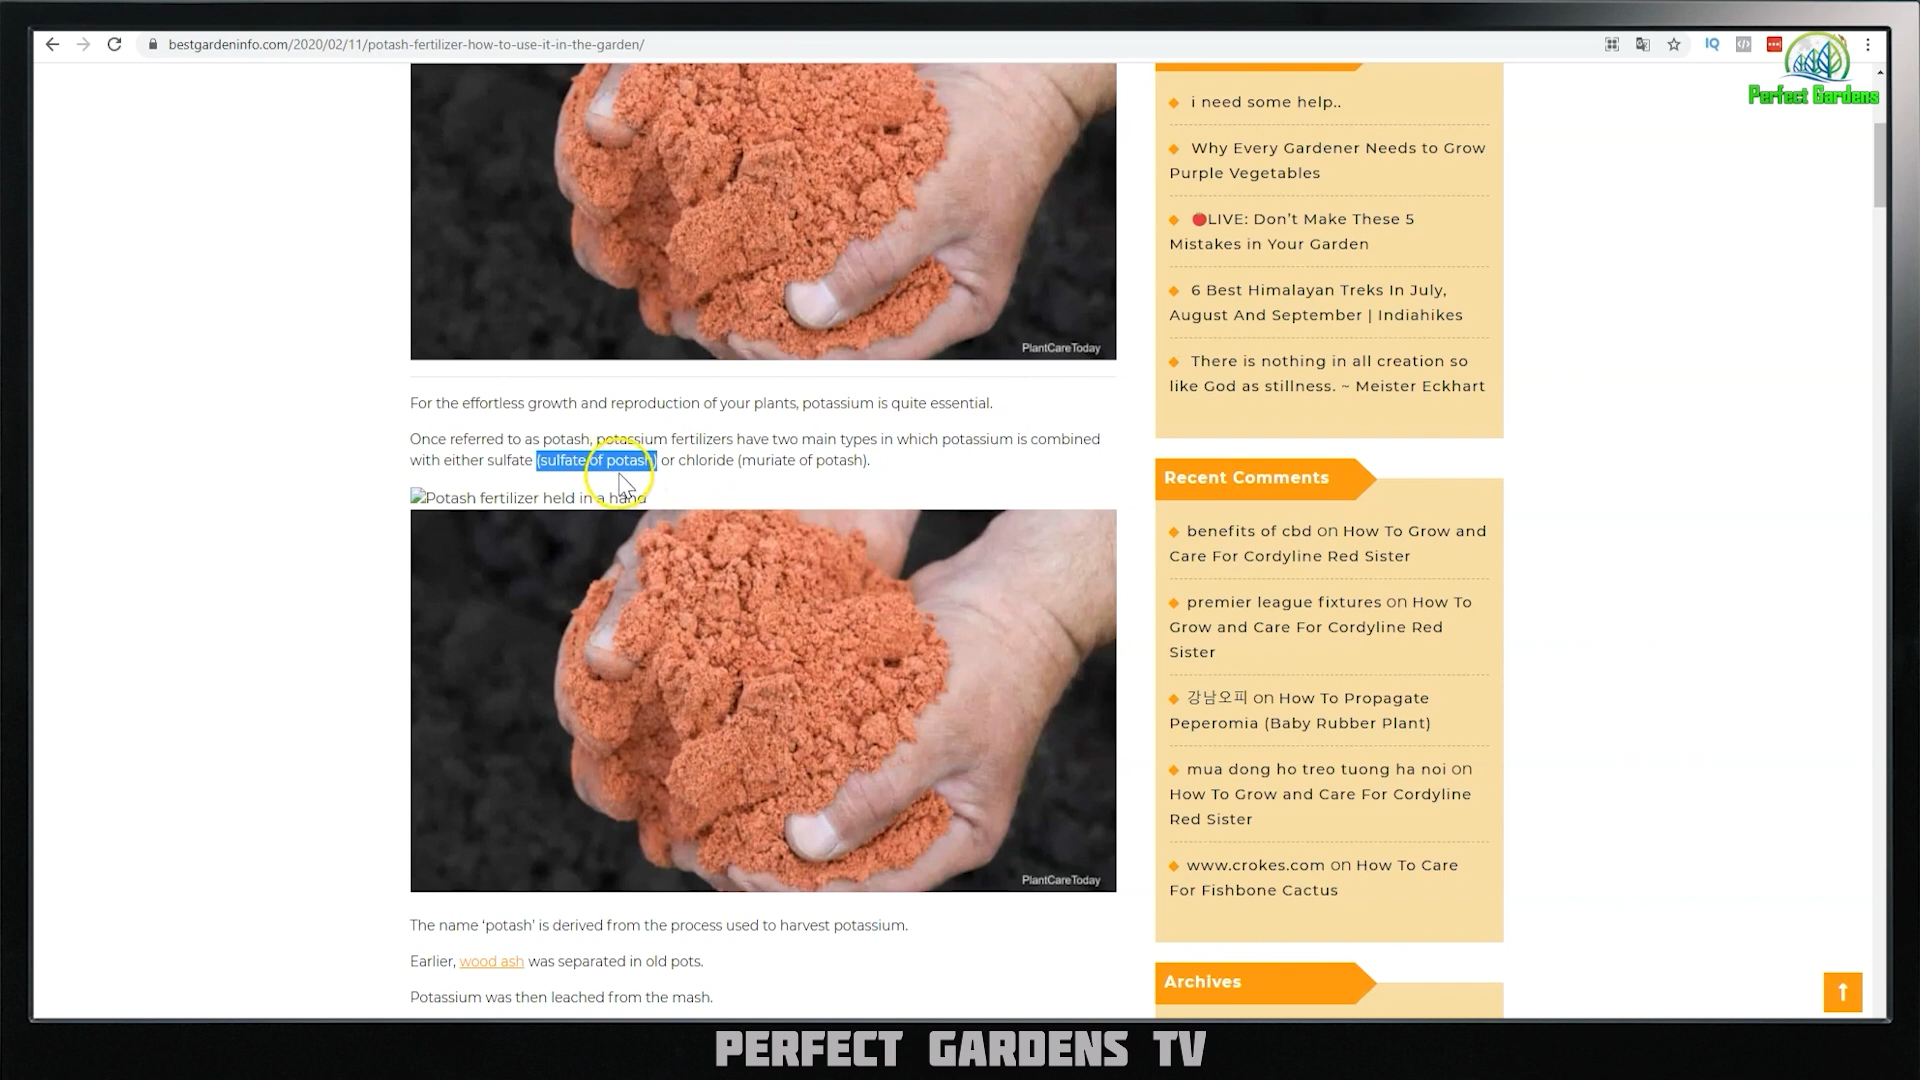 bestgardeninfo.com/2020/02/11/potash-fertilizer-how-to-use-it-in-the-garden/
IQ
Perfect Gardens
PlantCareToday
For the effortless growth and reproduction of your plants, potassium is quite essential.
Once referred to as potash, potassium fertilizers have two main types in which potassium is combined
with either sulfate (sulfate of potash) or chloride (muriate of potash).
Potash fertilizer held in a hand
PlantCareToday
The name ‘potash’ is derived from the process used to harvest potassium.
Earlier, wood ash was separated in old pots.
Potassium was then leached from the mash.
i need some help..
Why Every Gardener Needs to Grow
Purple Vegetables
LIVE: Don’t Make These 5
Mistakes in Your Garden
6 Best Himalayan Treks In July,
August And September | Indiahikes
There is nothing in all creation so
like God as stillness. ~ Meister Eckhart
Recent Comments
benefits of cbd on How To Grow and
Care For Cordyline Red Sister
premier league fixtures on How To
Grow and Care For Cordyline Red
Sister
강남오피 on How To Propagate
Peperomia (Baby Rubber Plant)
mua dong ho treo tuong ha noi on
How To Grow and Care For Cordyline
Red Sister
www.crokes.com on How To Care
For Fishbone Cactus
Archives
PERFECT GARDENS TV